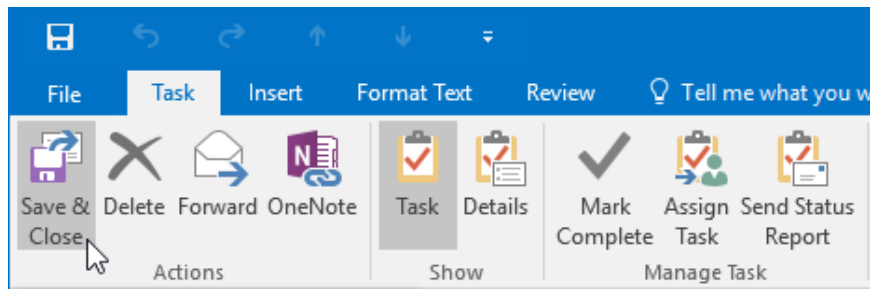 File Task Insert Format Text Review Tell me what you w
Save & Delete Forward OneNote Task Details Mark Assign Send Status
Close Complete Task Report
Actions Show Manage Task